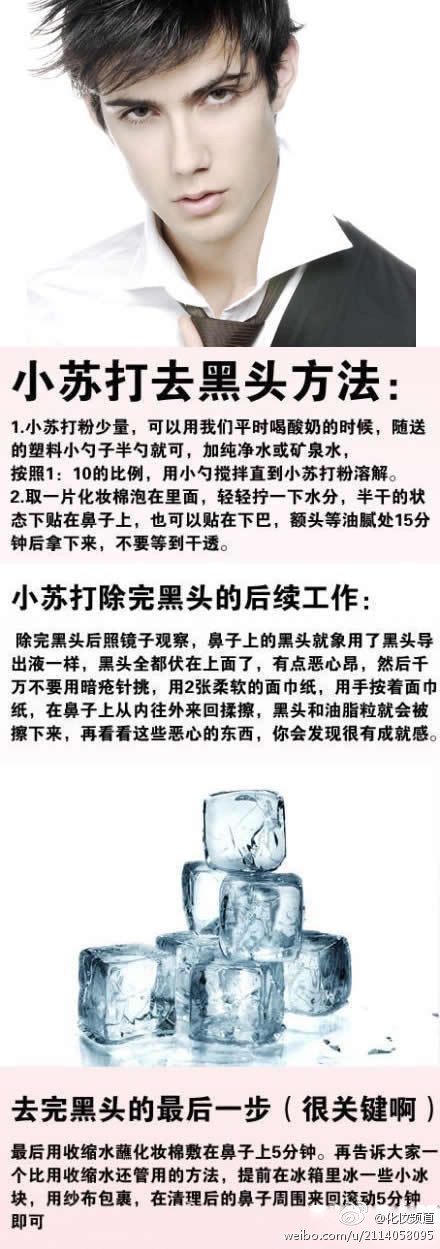 小苏打去黑头方法：
1.小苏打粉少量，可以用我们平时喝酸奶的时候，随送
的塑料小勺子半勺就可，加纯净水或矿泉水，
按照1：10的比例，用小勺搅拌直到小苏打粉溶解。
2.取一片化妆棉泡在里面，轻轻拧一下水分，半干的状
态下贴在鼻子上，也可以贴在下巴，额头等油腻处15分
钟后拿下来，不要等到干透。
小苏打除完黑头的后续工作：
除完黑头后照镜子观察，鼻子上的黑头就象用了黑头导
出液一样，黑头全都伏在上面了，有点恶心昂，然后千
万不要用暗疮针挑，用2张柔软的面巾纸，用手按着面巾
纸，在鼻子上从内往外来回揉擦，黑头和油脂粒就会被
擦下来，再看看这些恶心的东西，你会发现很有成就感。
去完黑头的最后一步（很关键啊）
最后用收缩水蘸化妆棉敷在鼻子上5分钟。再告诉大家一
个比用收缩水还管用的方法，提前在冰箱里冰一些小冰
块，用纱布包裹，在清理后的鼻子周围来回滚动5分钟
即可
@化妆频道
weibo.com/u/2114058095